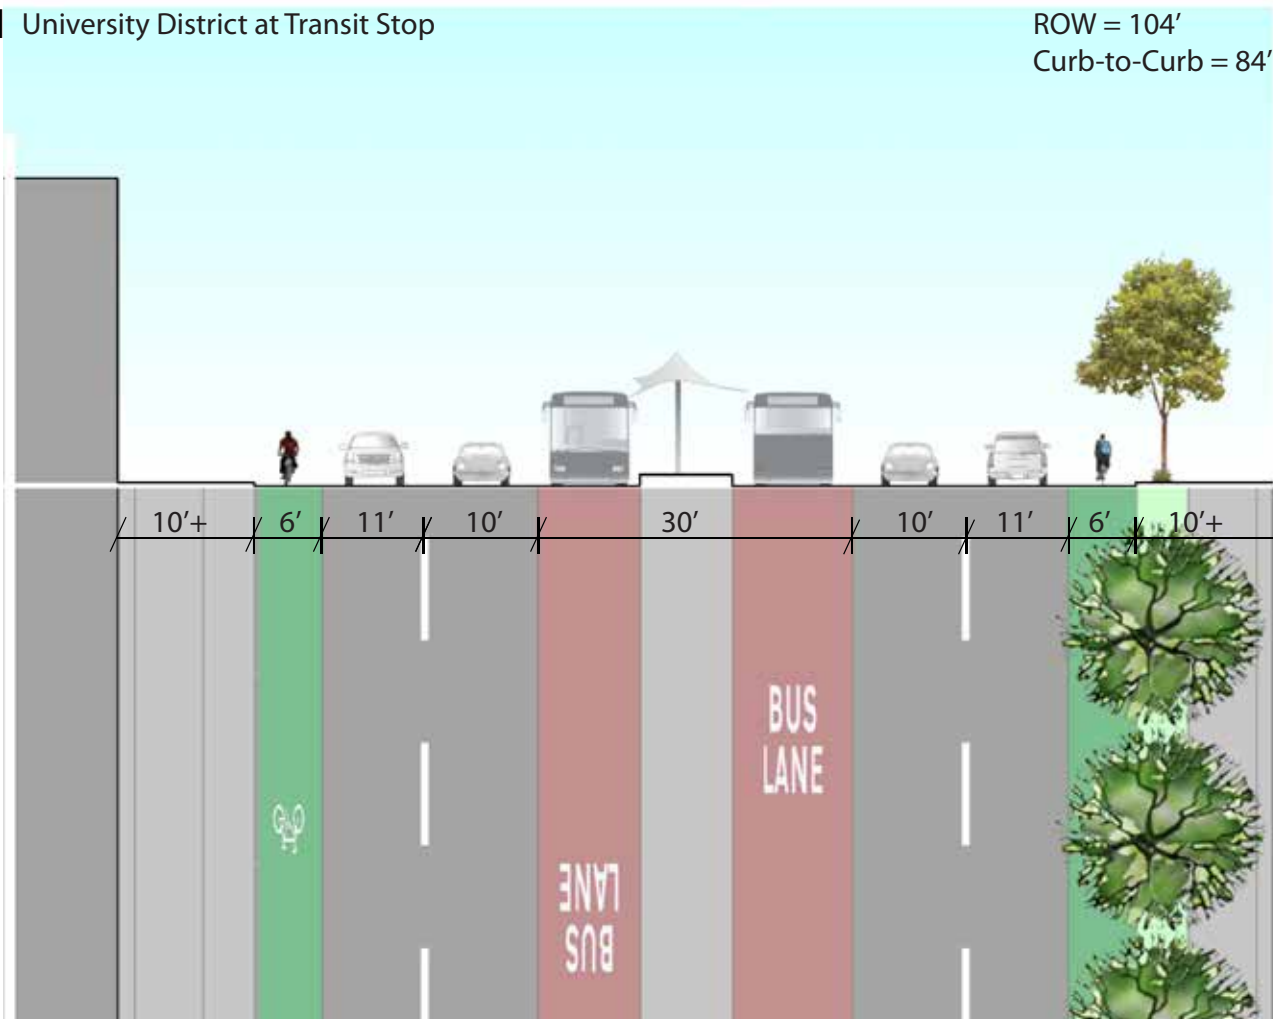 University District at Transit Stop
ROW = 104’
Curb-to-Curb = 84’
10’+ 6’ 11’ 10’ 30’ 10’ 11’ 6’ 10’+
BUS
LANE
BUS
LANE